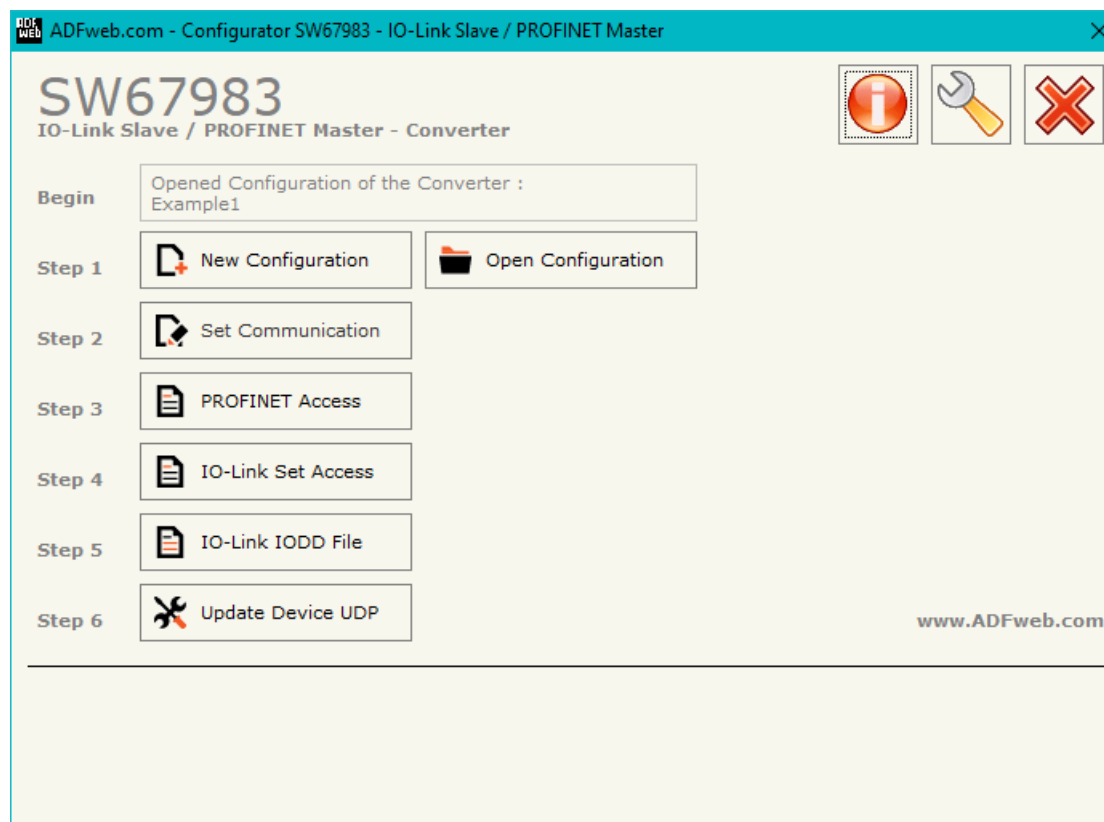 ADF web ADFweb.com - Configurator SW67983 - IO-Link Slave / PROFINET Master
SW67983
IO-Link Slave / PROFINET Master - Converter
Begin
Opened Configuration of the Converter :
Example1
Step 1
New Configuration
Open Configuration
Step 2
Set Communication
Step 3
PROFINET Access
Step 4
IO-Link Set Access
Step 5
IO-Link IODD File
Step 6
Update Device UDP
www.ADFweb.com